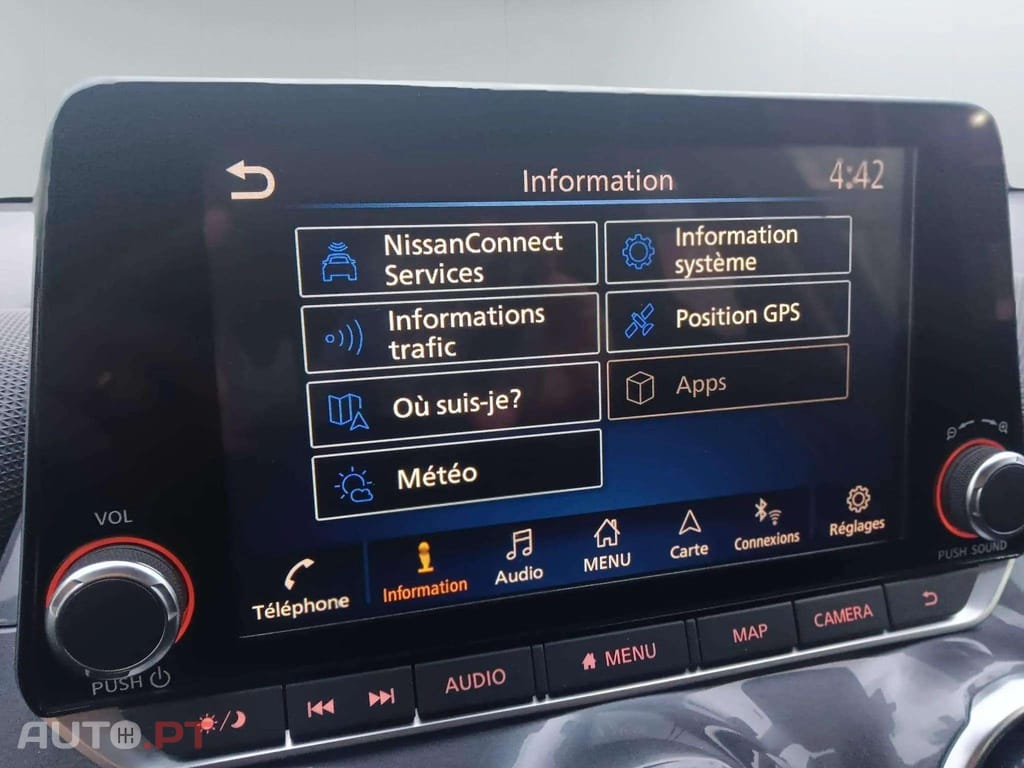 Information
4:42
NissanConnect
Services
Information
système
Informations
trafic
Position GPS
Où suis-je?
Apps
Météo
Téléphone
Information
Audio
MENU
Carte
Connexions
Réglages
VOL
PUSH
PUSH SOUND
AUDIO
MENU
MAP
CAMERA
AUTO.PT